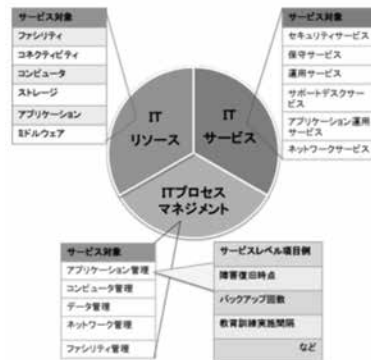 サービス対象
ファシリティ
コネクティビティ
コンピュータ
ストレージ
アプリケーション
ミドルウェア
IT
リソース
IT
サービス
ITプロセス
マネジメント
サービス対象
セキュリティサービス
保守サービス
運用サービス
サポートデスクサー
ビス
アプリケーション運用
サービス
ネットワークサービス
サービス対象
アプリケーション管理
コンピュータ管理
データ管理
ネットワーク管理
ファシリティ管理
サービスレベル項目例
障害復旧時点
バックアップ回数
教育訓練実施間隔
など